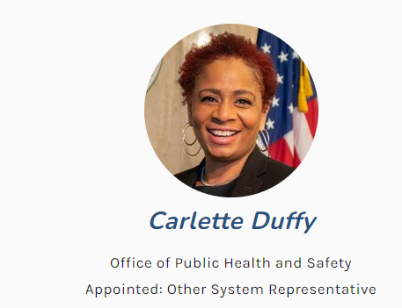 Carlette Duffy
Office of Public Health and Safety
Appointed: Other System Representative